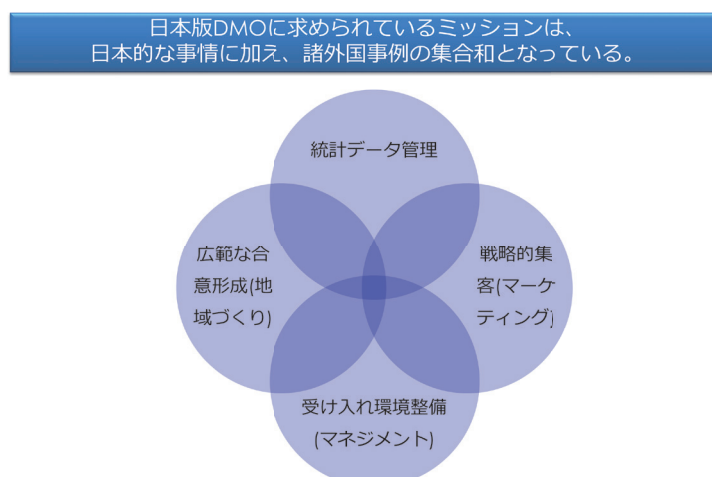 日本版DMOに求められているミッションは、
日本的な事情に加え、諸外国事例の集合和となっている。
統計データ管理
広範な合
意形成(地
域づくり)
戦略的集
客(マーケ
ティング)
受け入れ環境整備
(マネジメント)